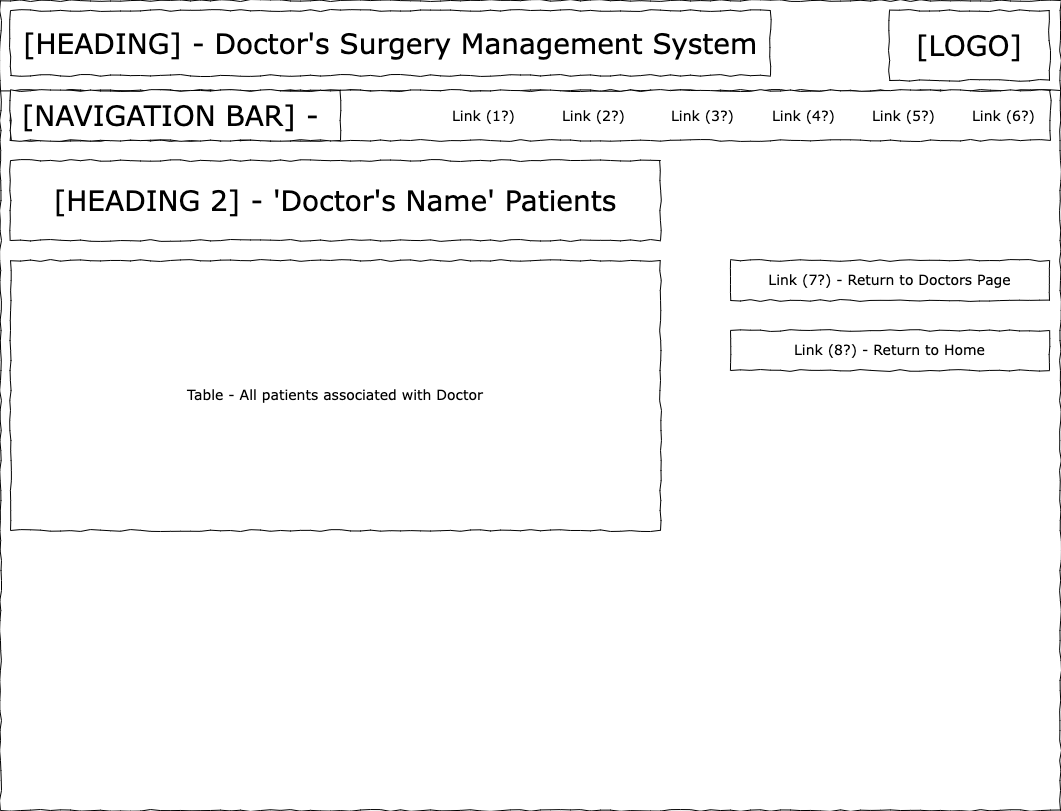 [HEADING] - Doctor's Surgery Management System
[LOGO]
[NAVIGATION BAR] -
Link (1?)
Link (2?)
Link (3?)
Link (4?)
Link (5?)
Link (6?)
[HEADING 2] - 'Doctor's Name' Patients
Table - All patients associated with Doctor
Link (7?) - Return to Doctors Page
Link (8?) - Return to Home